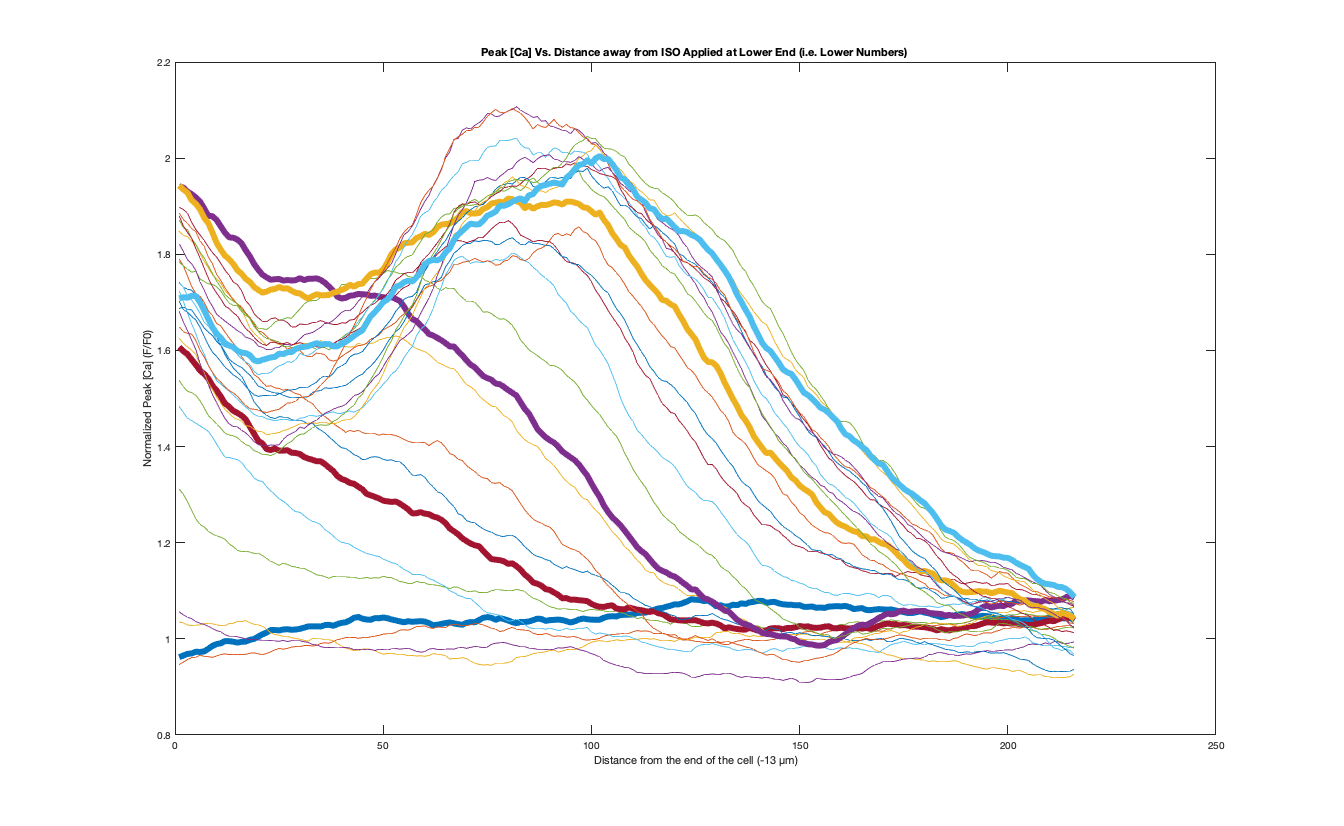 Peak [Ca] Vs. Distance away from ISO Applied at Lower End (i.e. Lower Numbers)
Normalized Peak [Ca] (F/F0)
2.2
2
1.8
1.6
1.4
1.2
1
0.8
0 50 100 150 200 250
Distance from the end of the cell (-13 µm)